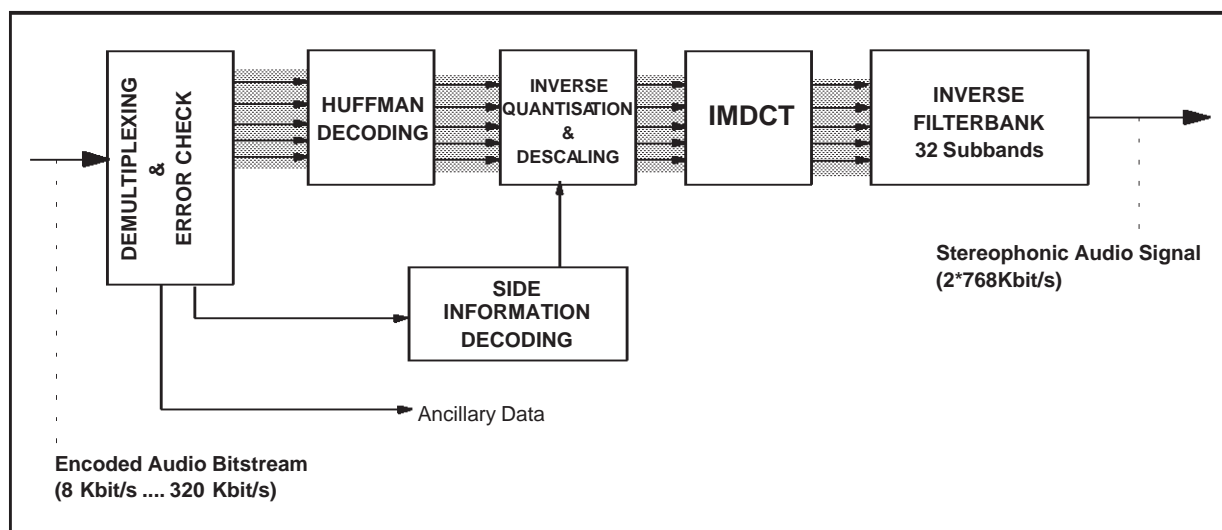 DEMULTIPLEXING
&
ERROR CHECK
HUFFMAN
DECODING
INVERSE
QUANTISATION
&
DESCALING
IMDCT
INVERSE
FILTERBANK
32 Subbands
SIDE
INFORMATION
DECODING
Stereophonic Audio Signal
(2*768Kbit/s)
Ancillary Data
Encoded Audio Bitstream
(8 Kbit/s .... 320 Kbit/s)